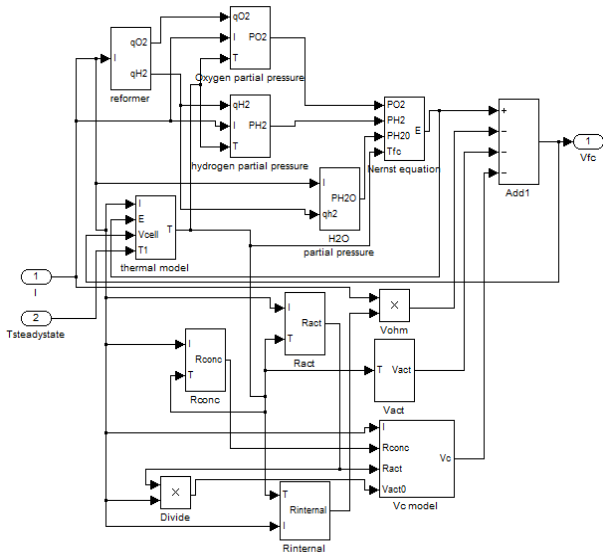 qO2
I
qH2
reformer
qO2
I
PO2
T
Oxygen partial pressure
qH2
I
PH2
T
hydrogen partial pressure
I
PH2O
qh2
H2O
partial pressure
PO2
PH2
PH20
E
Tfc
Nernst equation
+
−
−
−
Add1
1
Vfc
I
E
T
Vcell
T1
thermal model
1
I
2
Tsteadystate
I
Ract
T
Ract
×
Vohm
I
Rconc
T
Rconc
T
Vact
Vact
I
Rconc
Vc
Ract
Vact0
Vc model
×
Divide
T
Rinternal
I
Rinternal